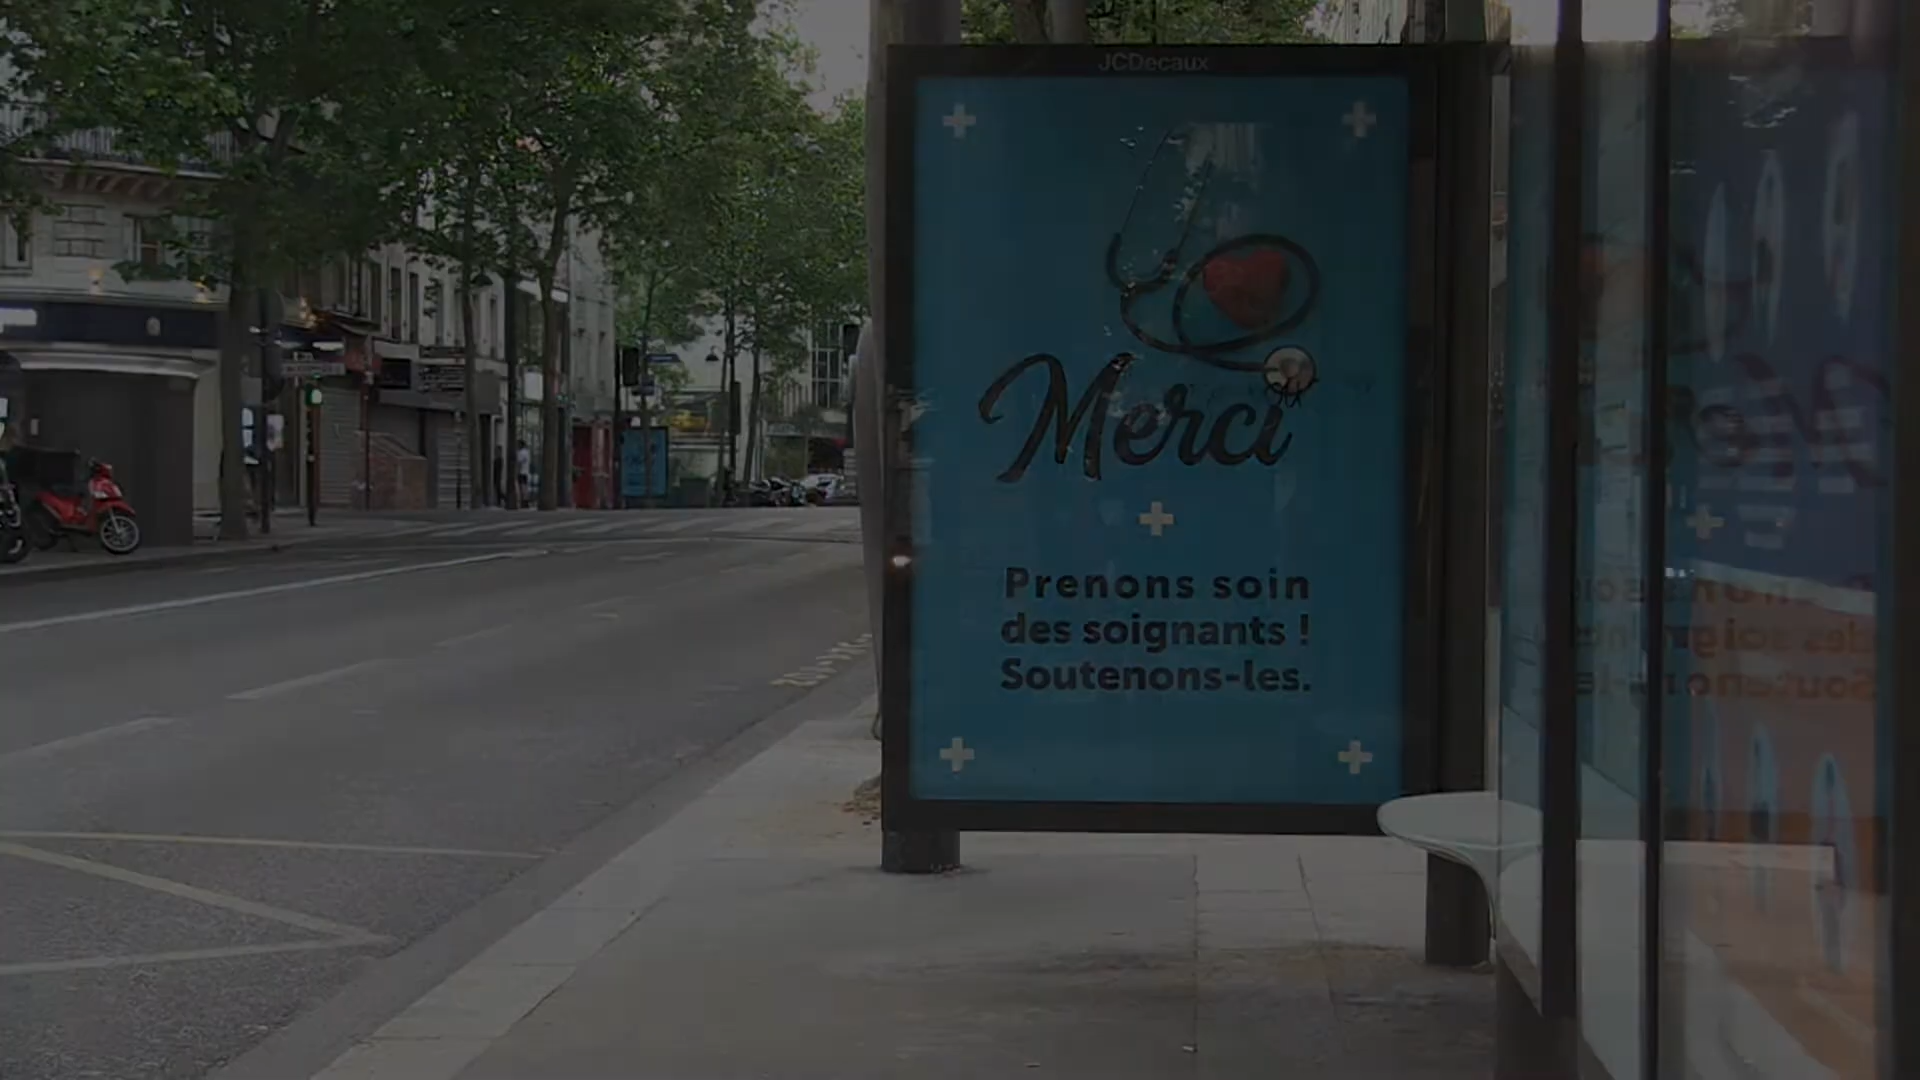 JCDecaux
Merci
Prenons soin
des soignants !
Soutenons-les.